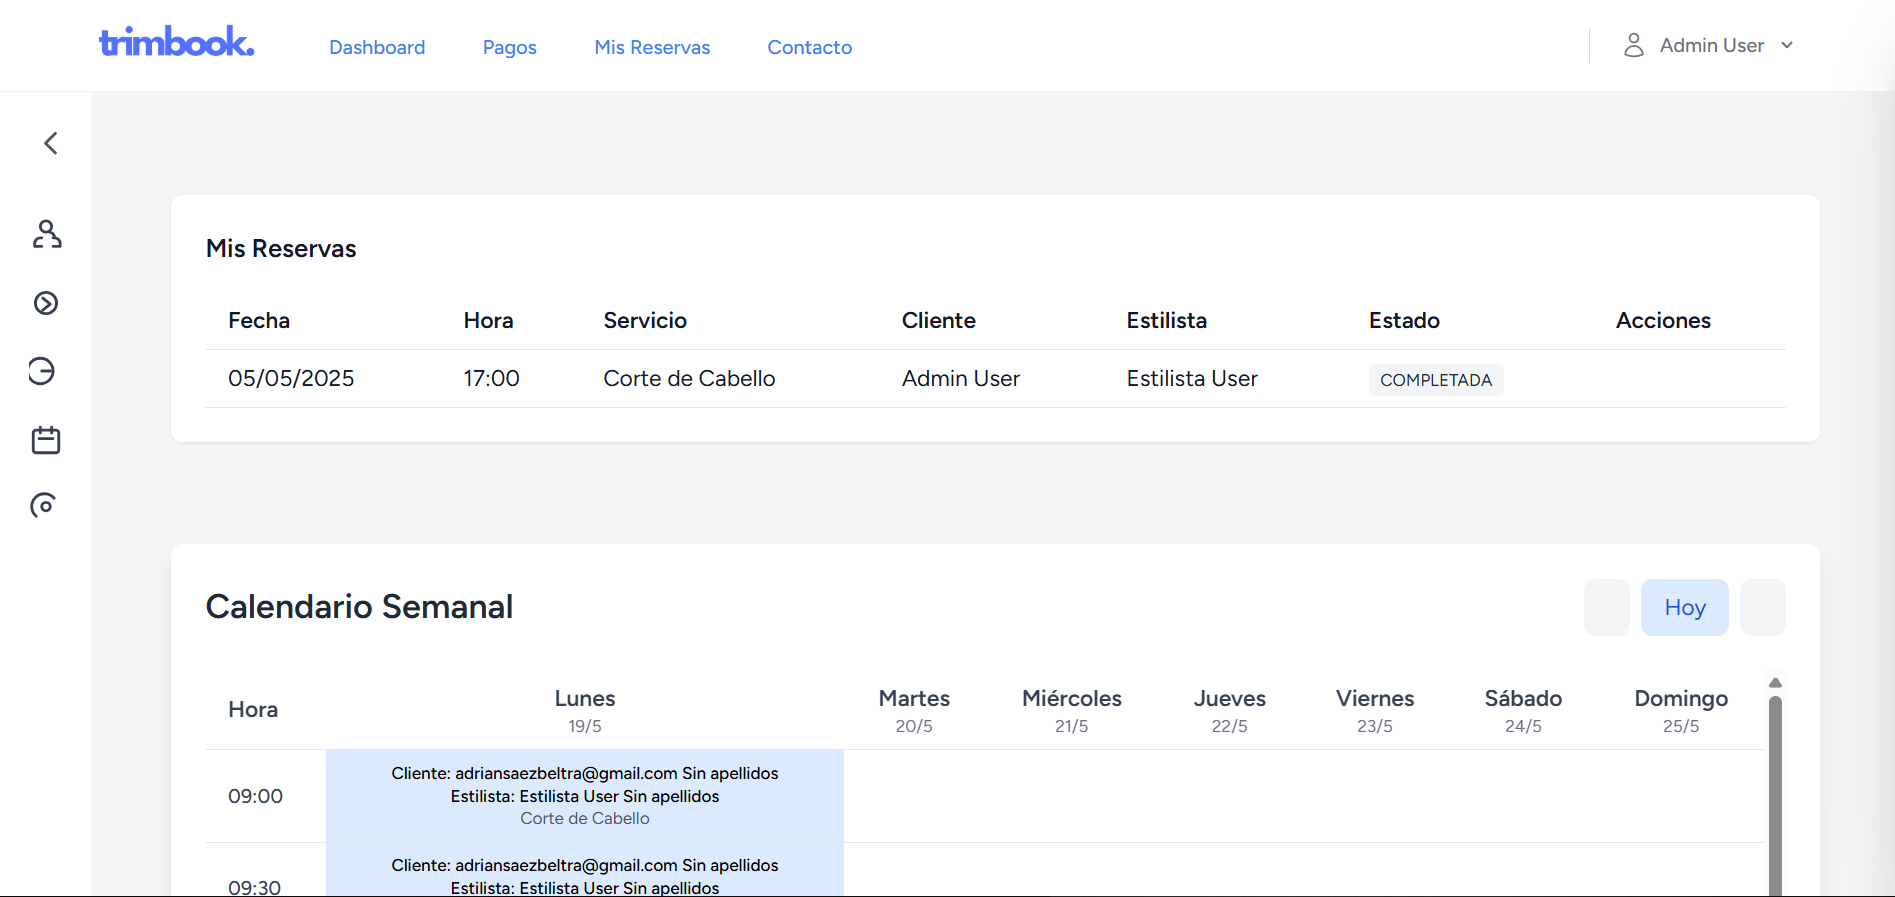 trimbook.
Dashboard Pagos Mis Reservas Contacto
Admin User
Mis Reservas
Fecha Hora Servicio Cliente Estilista Estado Acciones
05/05/2025 17:00 Corte de Cabello Admin User Estilista User COMPLETADA
Calendario Semanal
Hoy
Hora Lunes Martes Miércoles Jueves Viernes Sábado Domingo
19/5 20/5 21/5 22/5 23/5 24/5 25/5
09:00
Cliente: adriansaezbeltra@gmail.com Sin apellidos
Estilista: Estilista User Sin apellidos
Corte de Cabello
09:30
Cliente: adriansaezbeltra@gmail.com Sin apellidos
Estilista: Estilista User Sin apellidos